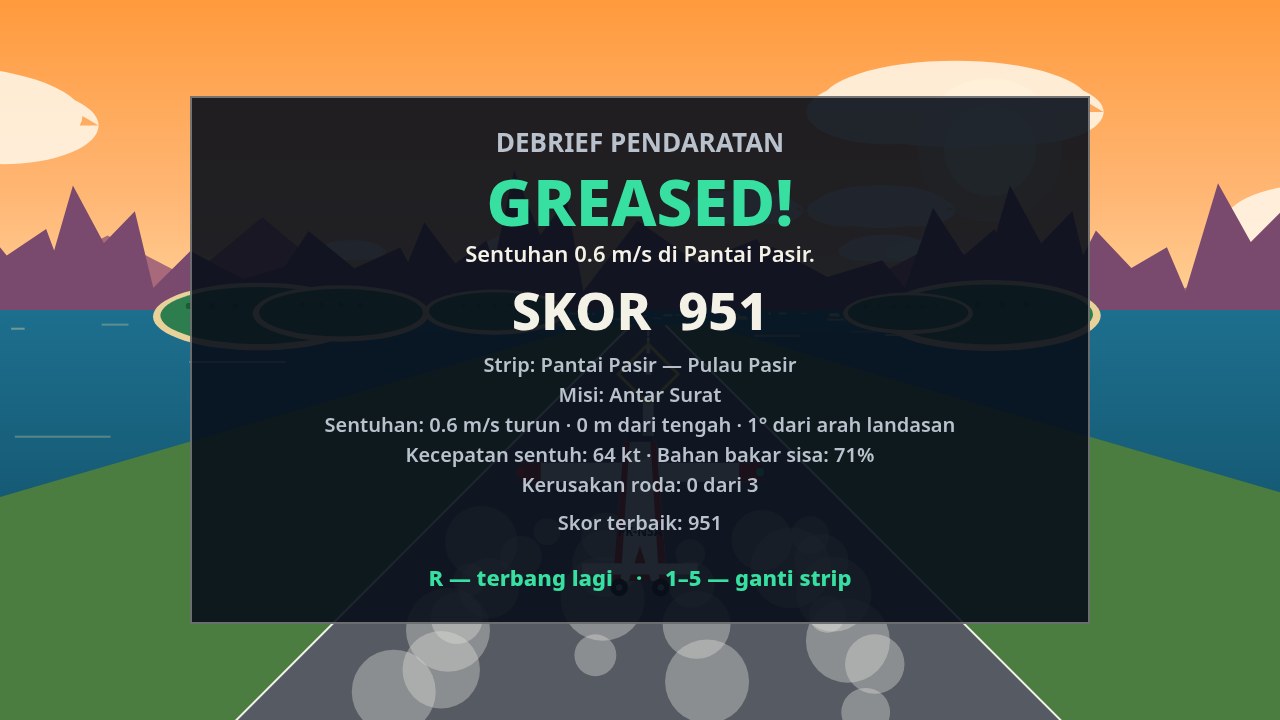 DEBRIEF PENDARATAN
GREASED!
Sentuhan 0.6 m/s di Pantai Pasir.
SKOR 951
Strip: Pantai Pasir — Pulau Pasir
Misi: Antar Surat
Sentuhan: 0.6 m/s turun · 0 m dari tengah · 1° dari arah landasan
Kecepatan sentuh: 64 kt · Bahan bakar sisa: 71%
Kerusakan roda: 0 dari 3
Skor terbaik: 951
R — terbang lagi · 1–5 — ganti strip